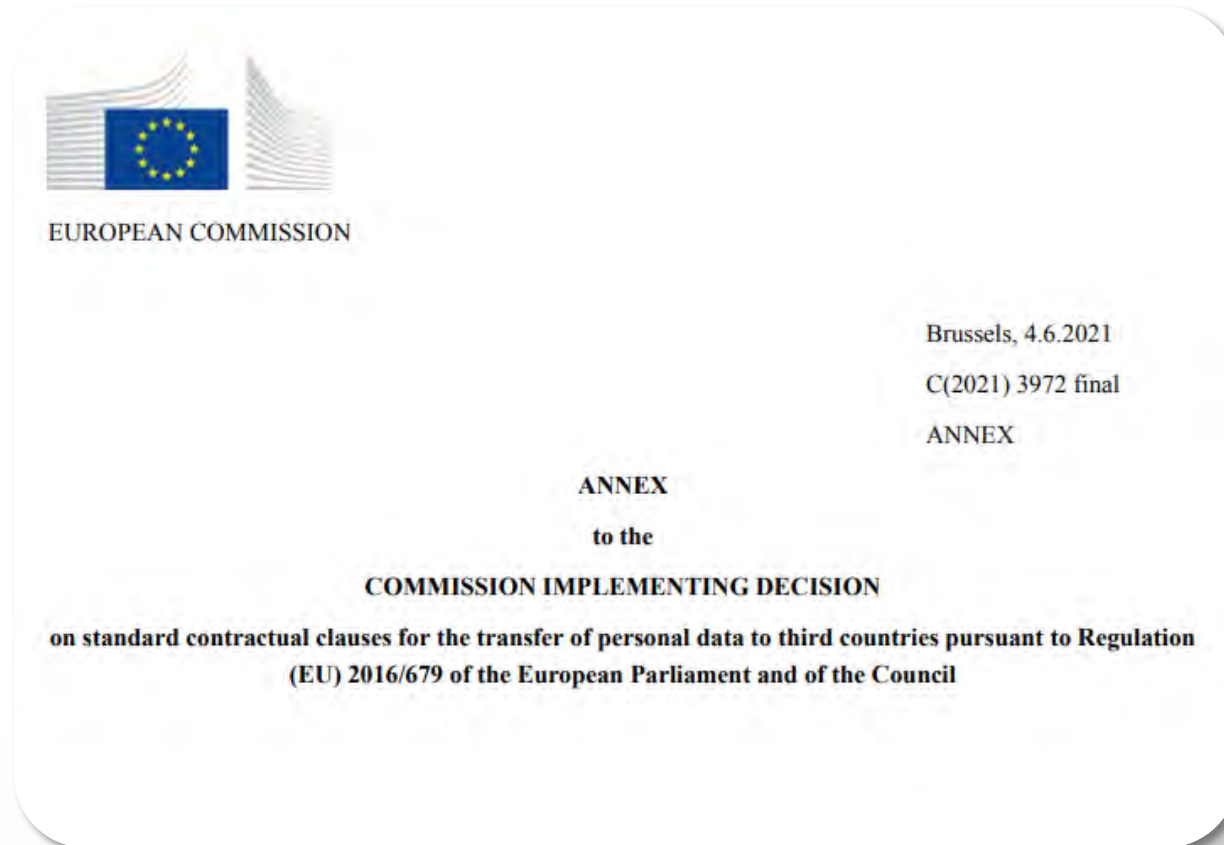 EUROPEAN COMMISSION
Brussels, 4.6.2021
C(2021) 3972 final
ANNEX
ANNEX
to the
COMMISSION IMPLEMENTING DECISION
on standard contractual clauses for the transfer of personal data to third countries pursuant to Regulation
(EU) 2016/679 of the European Parliament and of the Council